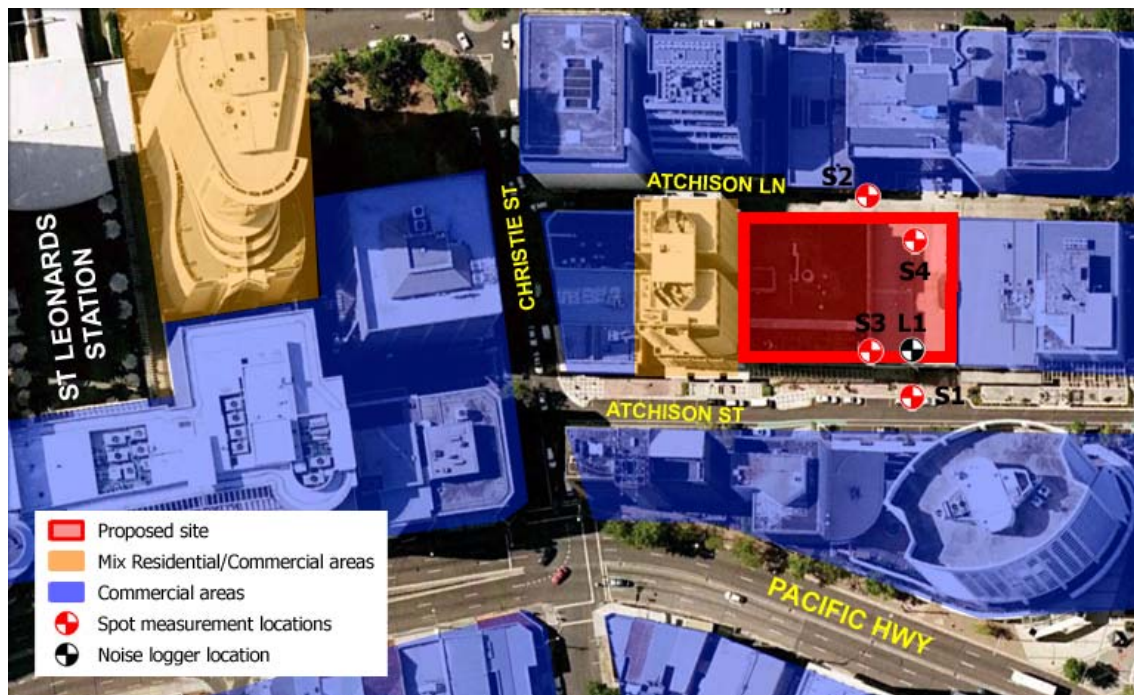 ATCHISON LN
S2
CHRISTIE ST
ST LEONARDS
STATION
S4
S3
L1
S1
ATCHISON ST
PACIFIC HWY
Proposed site
Mix Residential/Commercial areas
Commercial areas
Spot measurement locations
Noise logger location